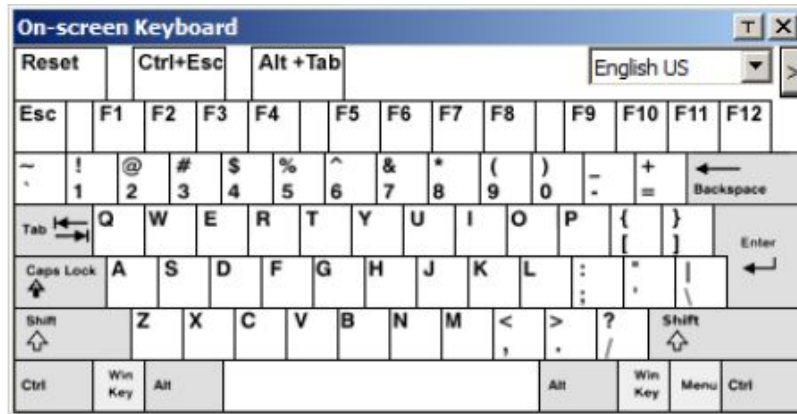 On-screen Keyboard T X
Reset Ctrl+Esc Alt +Tab English US >
Esc F1 F2 F3 F4 F5 F6 F7 F8 F9 F10 F11 F12
~ ! @ # $ % ^ & * ( ) _ +
` 1 2 3 4 5 6 7 8 9 0 - = Backspace
Tab Q W E R T Y U I O P { }
[ ] Enter
Caps Lock A S D F G H J K L : " |
; ' \
Shift Z X C V B N M < > ? Shift
, . /
Ctrl Win Key Alt Alt Win Key Menu Ctrl